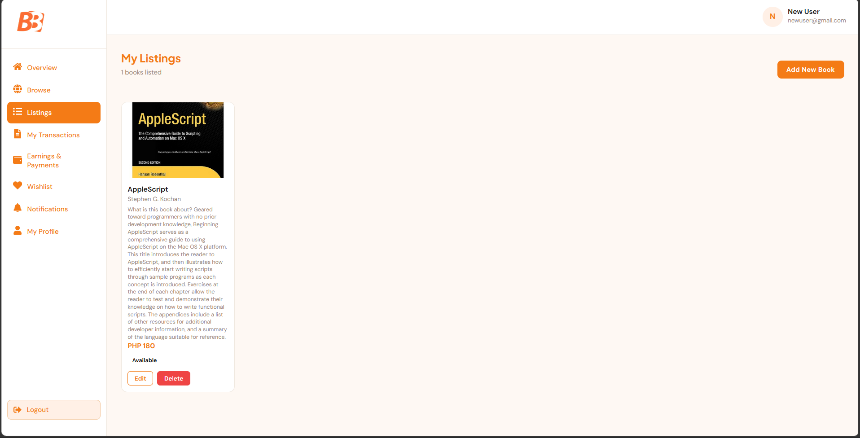 BB
New User
N
newuser@gmail.com
Overview
Browse
Listings
My Transactions
Earnings &
Payments
Wishlist
Notifications
My Profile
Logout
My Listings
1 books listed
Add New Book
AppleScript
The Comprehensive Guide to Scripting
and Automation on Mac OS X
SECOND EDITION
AppleScript
Stephen G. Kochan
What is this book about? Geared
toward programmers with no prior
development knowledge, Beginning
AppleScript serves as a
comprehensive guide to using
AppleScript on the Mac OS X platform.
This title introduces the reader to
AppleScript, and then illustrates how
to efficiently start writing scripts
through sample programs as each
concept is introduced. Exercises at
the end of each chapter allow the
reader to test and demonstrate their
knowledge on how to write functional
scripts. The appendices include a list
of other resources for additional
developer information, and a summary
of the language suitable for reference.
PHP 180
Available
Edit
Delete